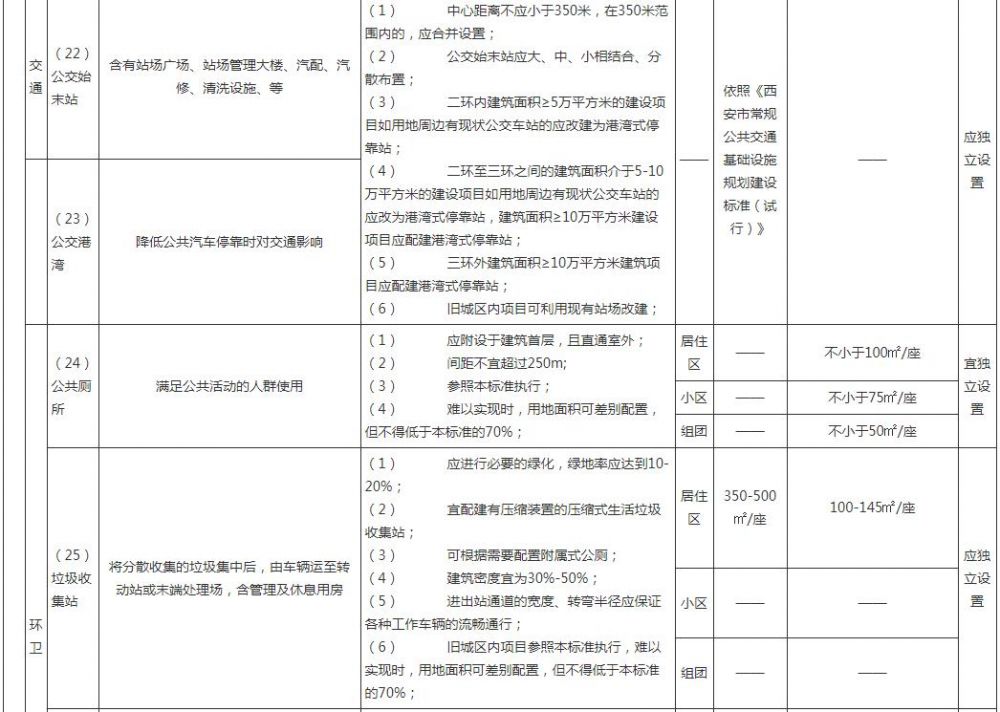 交
通
（22）
公交始
末站
含有站场广场、站场管理大楼、汽配、汽
修、清洗设施、等
（1） 中心距离不应小于350米，在350米范
围内的，应合并设置；
（2） 公交始末站应大、中、小相结合、分
散布置；
（3） 二环内建筑面积≥5万平方米的建设项
目如用地周边有现状公交车站的应改建为港湾式停
靠站；
（4） 二环至三环之间的建筑面积介于5-10
万平方米的建设项目如用地周边有现状公交车站的
应改为港湾式停靠站，建筑面积≥10万平方米建设
项目应配建港湾式停靠站；
（5） 三环外建筑面积≥10万平方米建筑项
目应配建港湾式停靠站；
（6） 旧城区内项目可利用现有站场改建；
——
依照《西
安市常规
公共交通
基础设施
规划建设
标准（试
行）》
——
应独
立设
置
（23）
公交港
湾
降低公共汽车停靠时对交通影响
环
卫
（24）
公共厕
所
满足公共活动的人群使用
（1） 应附设于建筑首层，且直通室外；
（2） 间距不宜超过250m;
（3） 参照本标准执行；
（4） 难以实现时，用地面积可差别配置，
但不得低于本标准的70%；
居住
区
——
不小于100㎡/座
小区
——
不小于75㎡/座
组团
——
不小于50㎡/座
宜独
立设
置
（25）
垃圾收
集站
将分散收集的垃圾集中后，由车辆运至转
动站或末端处理场，含管理及休息用房
（1） 应进行必要的绿化，绿地率应达到10-
20%；
（2） 宜配建有压缩装置的压缩式生活垃圾
收集站；
（3） 可根据需要配置附属式公厕；
（4） 建筑密度宜为30%-50%；
（5） 进出站通道的宽度、转弯半径应保证
各种工作车辆的流畅通行；
（6） 旧城区内项目参照本标准执行，难以
实现时，用地面积可差别配置，但不得低于本标准
的70%；
居住
区
350-500
㎡/座
100-145㎡/座
小区
——
——
组团
——
——
应独
立设
置